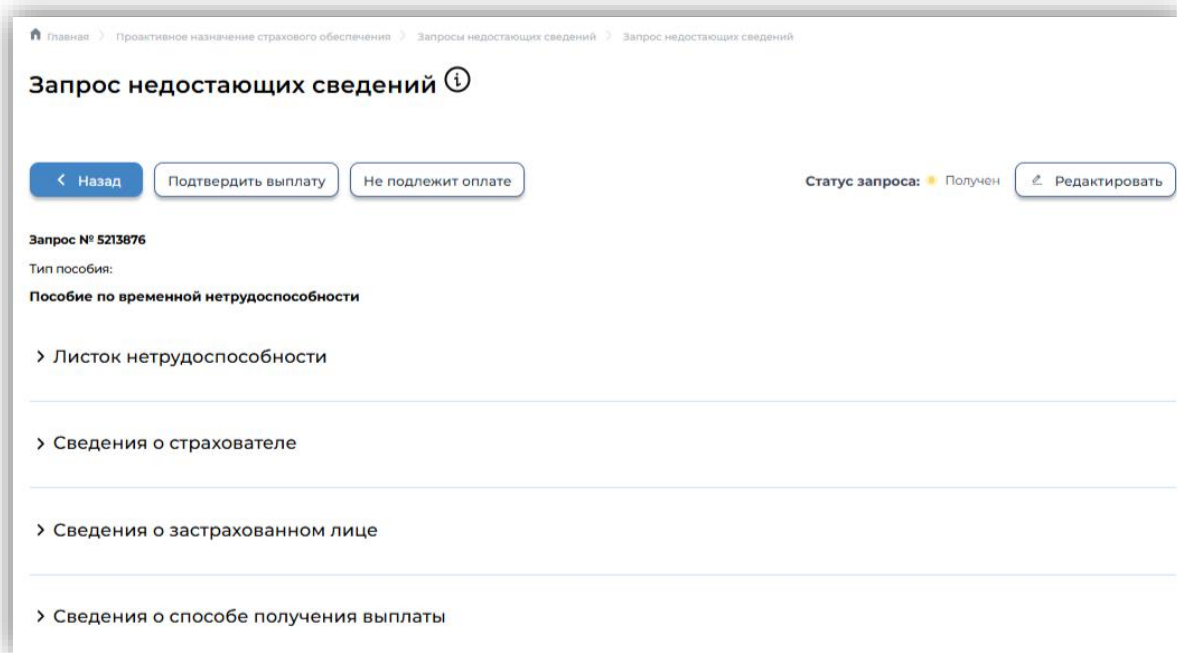 Главная > Проактивное назначение страхового обеспечения > Запросы недостающих сведений > Запрос недостающих сведений
Запрос недостающих сведений
Назад Подтвердить выплату Не подлежит оплате Статус запроса: Получен Редактировать
Запрос № 5213876
Тип пособия:
Пособие по временной нетрудоспособности
Листок нетрудоспособности
Сведения о страхователе
Сведения о застрахованном лице
Сведения о способе получения выплаты